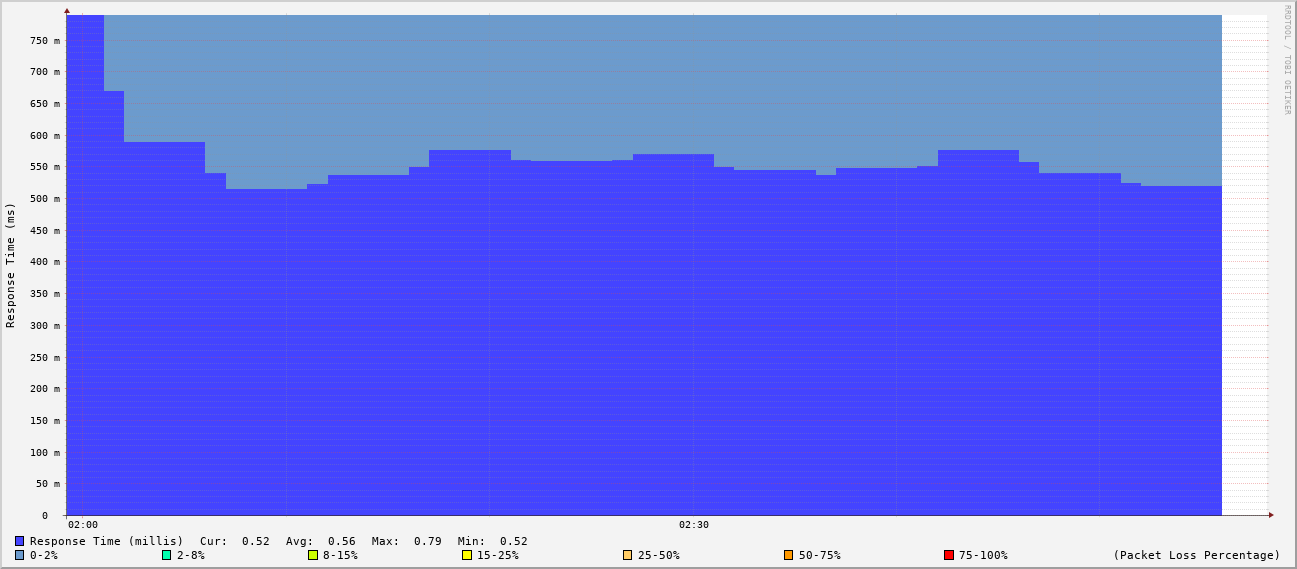 RRDTOOL / TOBI OETIKER
Response Time (ms)
750 m
700 m
650 m
600 m
550 m
500 m
450 m
400 m
350 m
300 m
250 m
200 m
150 m
100 m
50 m
0
02:00 02:30
Response Time (millis) Cur: 0.52 Avg: 0.56 Max: 0.79 Min: 0.52
0-2% 2-8% 8-15% 15-25% 25-50% 50-75% 75-100% (Packet Loss Percentage)